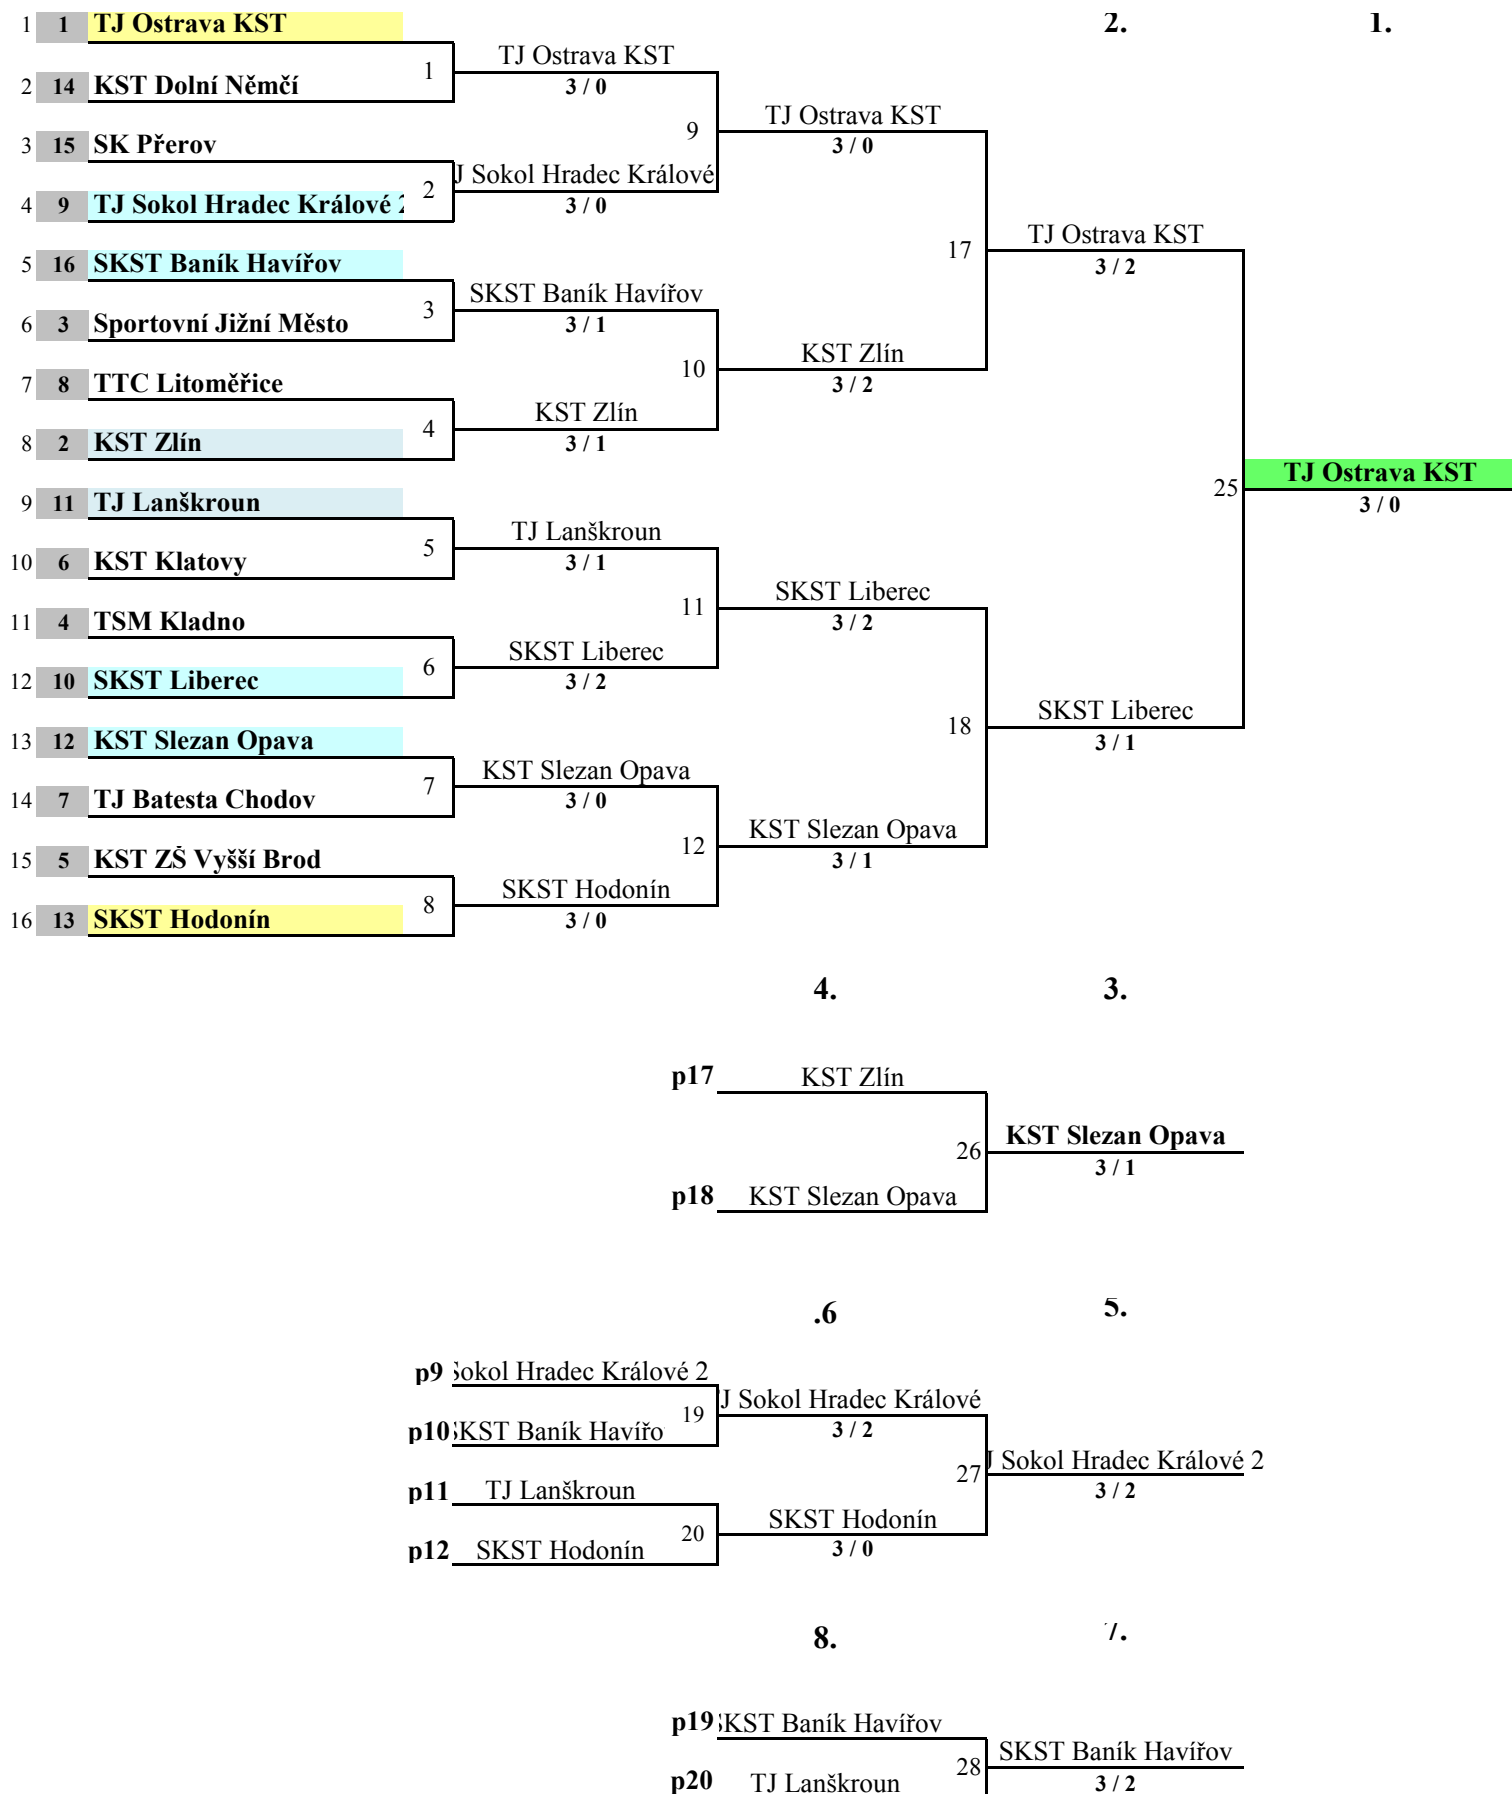 2. 1.
1 1 TJ Ostrava KST
TJ Ostrava KST
1
2 14 KST Dolní Němčí
3 / 0
TJ Ostrava KST
9
3 15 SK Přerov
3 / 0
J Sokol Hradec Králové
2
4 9 TJ Sokol Hradec Králové 2
3 / 0
TJ Ostrava KST
17
5 16 SKST Baník Havířov
3 / 2
SKST Baník Havířov
3
6 3 Sportovní Jižní Město
3 / 1
KST Zlín
10
7 8 TTC Litoměřice
3 / 2
KST Zlín
4
8 2 KST Zlín
3 / 1
TJ Ostrava KST
25
9 11 TJ Lanškroun
3 / 0
TJ Lanškroun
5
10 6 KST Klatovy
3 / 1
SKST Liberec
11
11 4 TSM Kladno
3 / 2
SKST Liberec
6
12 10 SKST Liberec
3 / 2
SKST Liberec
18
13 12 KST Slezan Opava
3 / 1
KST Slezan Opava
7
14 7 TJ Batesta Chodov
3 / 0
KST Slezan Opava
12
15 5 KST ZŠ Vyšší Brod
3 / 1
SKST Hodonín
8
16 13 SKST Hodonín
3 / 0
4. 3.
p17 KST Zlín
KST Slezan Opava
26
3 / 1
p18 KST Slezan Opava
.6 5.
p9 Sokol Hradec Králové 2
J Sokol Hradec Králové
19
p10 SKST Baník Havířo
3 / 2
J Sokol Hradec Králové 2
27
p11 TJ Lanškroun
3 / 2
SKST Hodonín
20
p12 SKST Hodonín
3 / 0
8. 7.
p19 SKST Baník Havířov
SKST Baník Havířov
28
p20 TJ Lanškroun
3 / 2